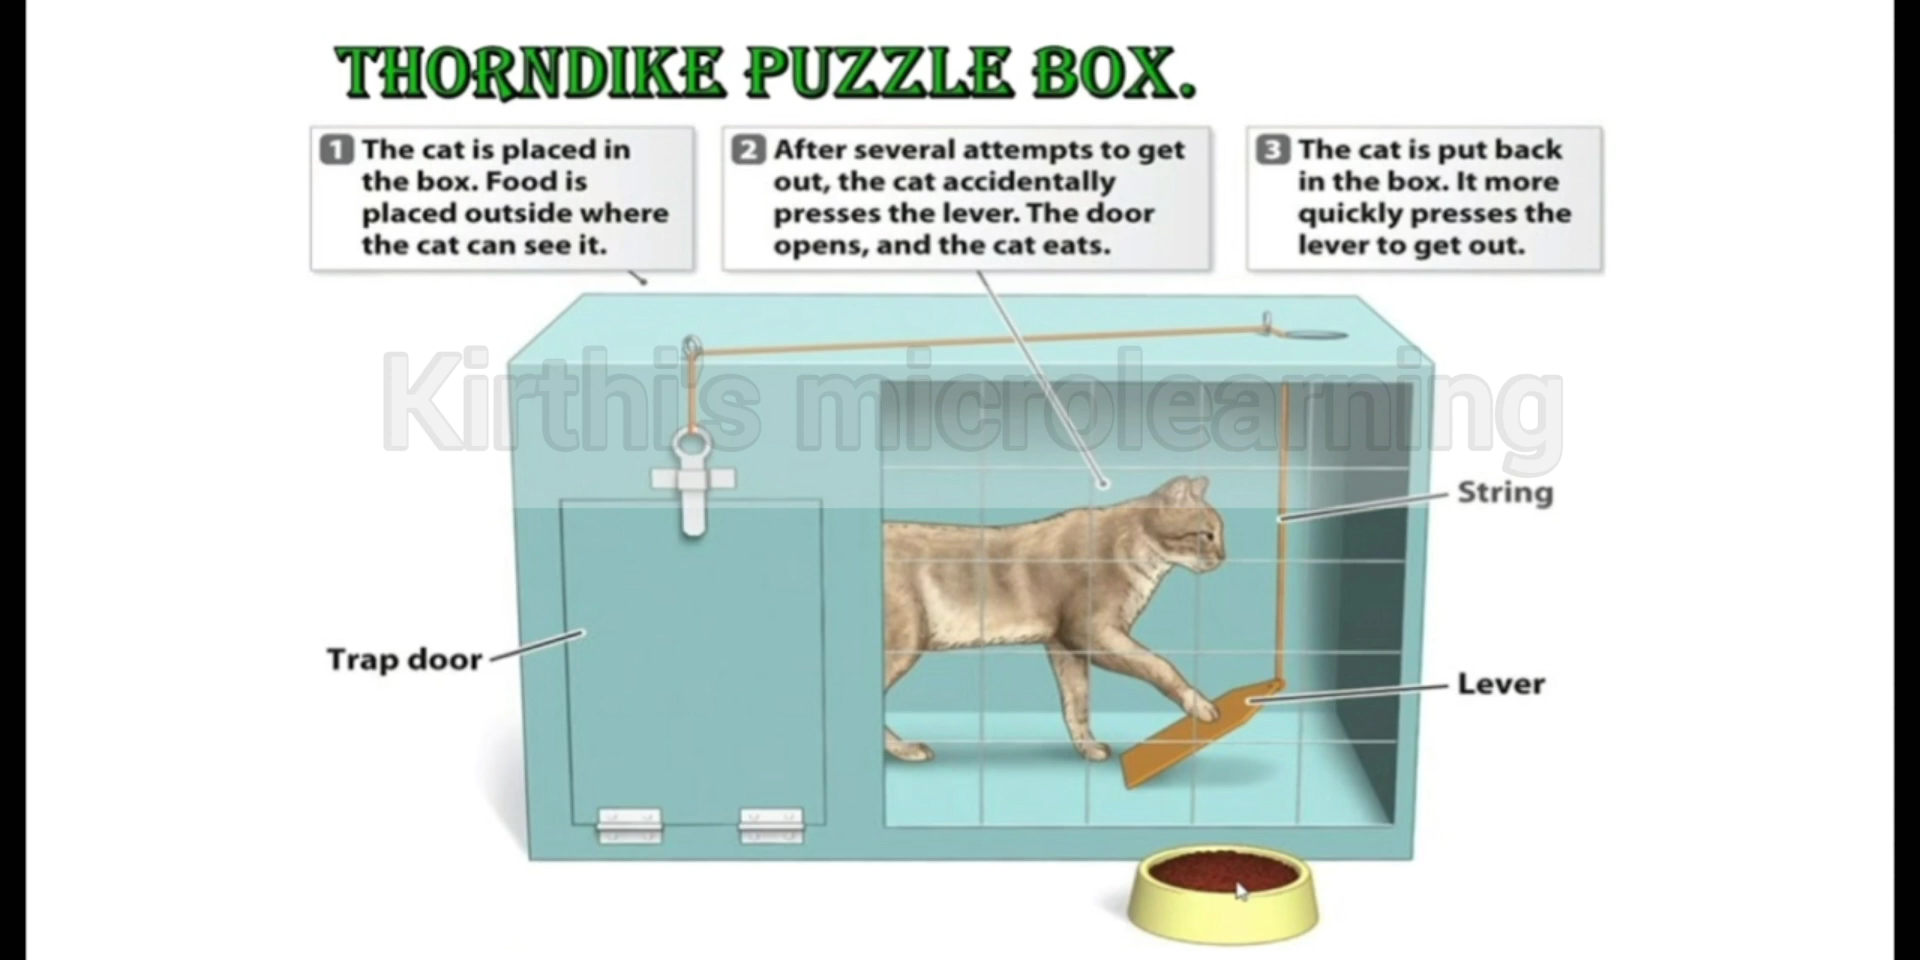 THORNDIKE PUZZLE BOX.
1 The cat is placed in
the box. Food is
placed outside where
the cat can see it.
2 After several attempts to get
out, the cat accidentally
presses the lever. The door
opens, and the cat eats.
3 The cat is put back
in the box. It more
quickly presses the
lever to get out.
Kirthi's microlearning
String
Trap door
Lever